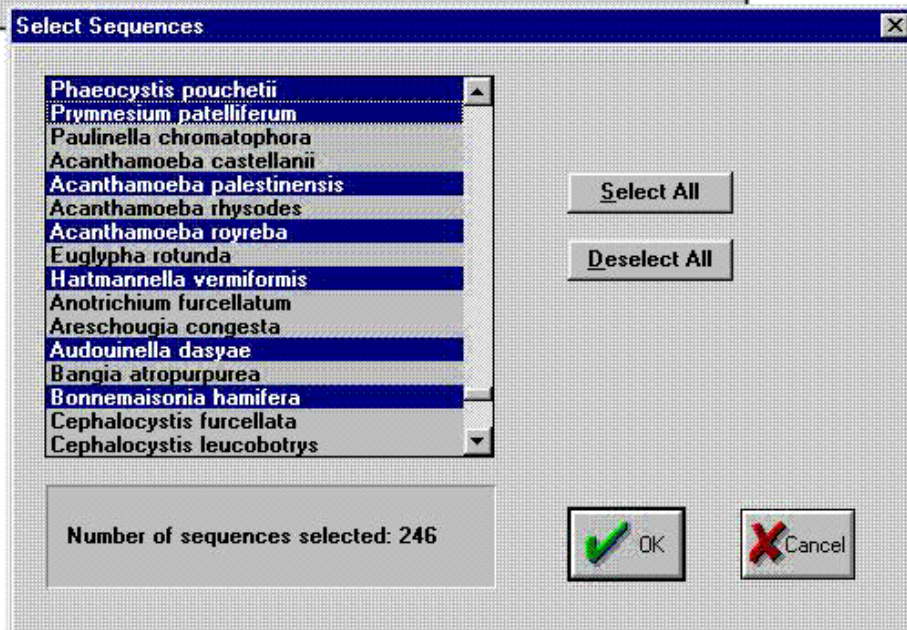 Select Sequences
Phaeocystis pouchetii
Prymnesium patelliferum
Paulinella chromatophora
Acanthamoeba castellanii
Acanthamoeba palestinensis
Acanthamoeba rhysodes
Acanthamoeba royreba
Euglypha rotunda
Hartmannella vermiformis
Anotrichium furcellatum
Areschougia congesta
Audouinella dasyae
Bangia atropurpurea
Bonnemaisonia hamifera
Cephalocystis furcellata
Cephalocystis leucobotrys
Select All
Deselect All
Number of sequences selected: 246
OK
Cancel